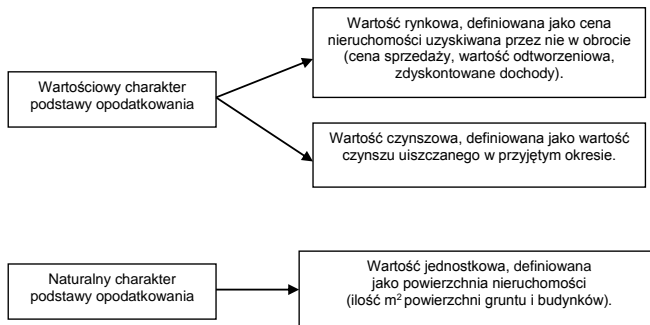 Wartość rynkowa, definiowana jako cena
nieruchomości uzyskiwana przez nie w obrocie
(cena sprzedaży, wartość odtworzeniowa,
zdyskontowane dochody).
Wartościowy charakter
podstawy opodatkowania
Wartość czynszowa, definiowana jako wartość
czynszu uiszczanego w przyjętym okresie.
Naturalny charakter
podstawy opodatkowania
Wartość jednostkowa, definiowana
jako powierzchnia nieruchomości
(ilość m² powierzchni gruntu i budynków).